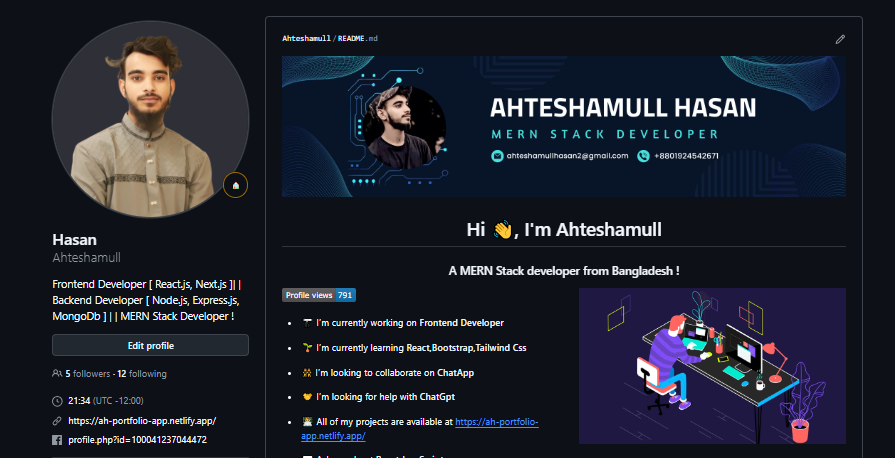 Ahteshamull / README.md
AHTESHAMULL HASAN
MERN STACK DEVELOPER
ahteshamullhasan2@gmail.com +8801924542671
Hasan
Ahteshamull
Frontend Developer [ React.js, Next.js ]| |
Backend Developer [ Node.js, Express.js,
MongoDb ] | | MERN Stack Developer !
Edit profile
5 followers · 12 following
21:34 (UTC -12:00)
https://ah-portfolio-app.netlify.app/
profile.php?id=100041237044472
Hi 👋, I'm Ahteshamull
A MERN Stack developer from Bangladesh !
Profile views 791
I'm currently working on Frontend Developer
I'm currently learning React,Bootstrap,Tailwind Css
I'm looking to collaborate on ChatApp
I'm looking for help with ChatGpt
All of my projects are available at https://ah-portfolio-
app.netlify.app/